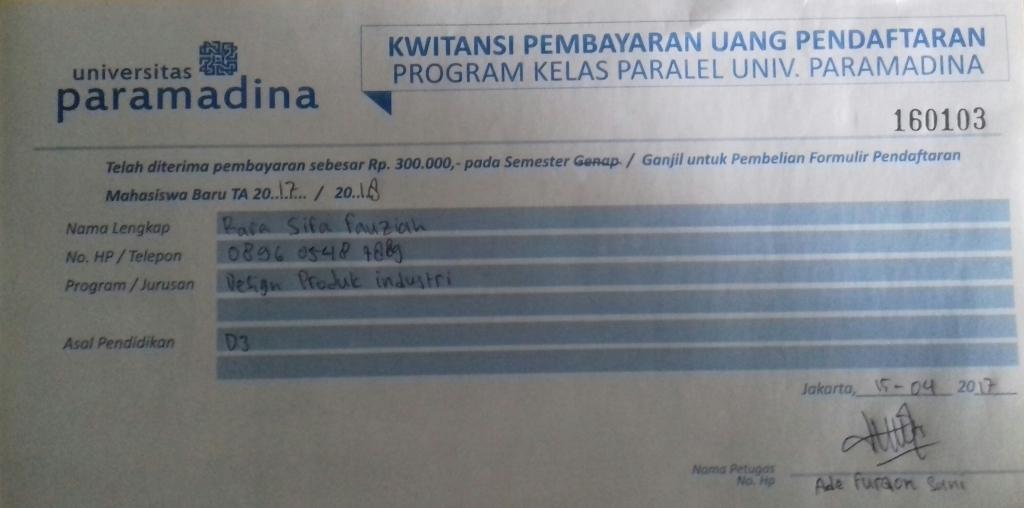 universitas
paramadina
KWITANSI PEMBAYARAN UANG PENDAFTARAN
PROGRAM KELAS PARALEL UNIV. PARAMADINA
160103
Telah diterima pembayaran sebesar Rp. 300.000,- pada Semester Genap / Ganjil untuk Pembelian Formulir Pendaftaran
Mahasiswa Baru TA 20..17... / 20..18
Nama Lengkap Rara Sifa Fauziah
No. HP / Telepon 0896 0548 7889
Program / Jurusan Design Produk industri
Asal Pendidikan D3
Jakarta, 15-04 2017
Nama Petugas
No. Hp
Ade Furqon Sani